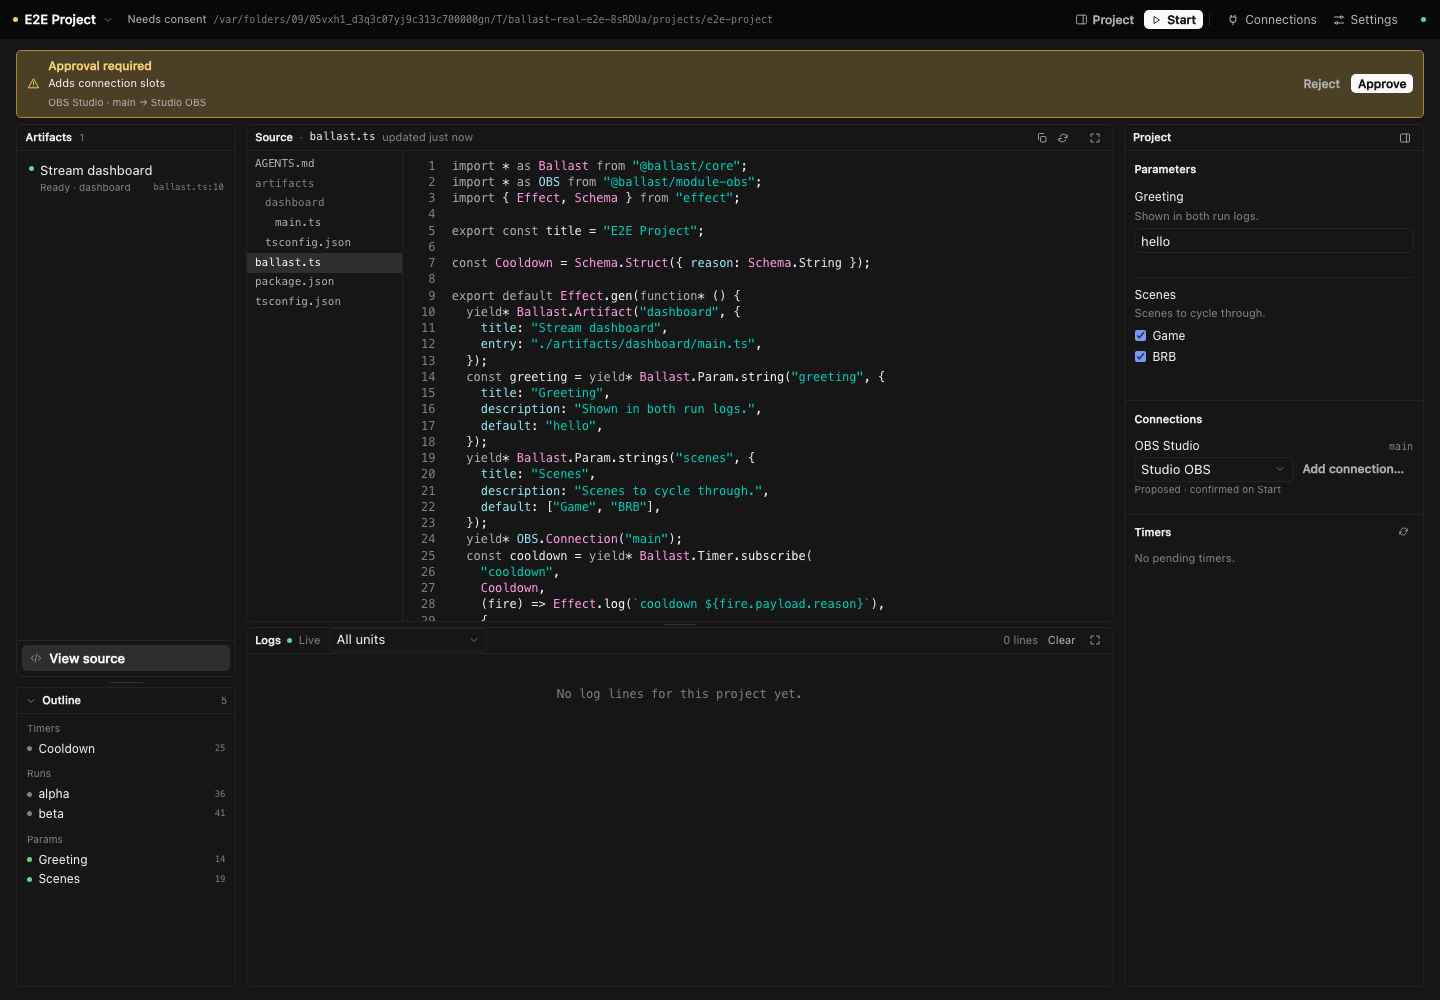 E2E Project
Needs consent /var/folders/09/05vxh1_d3q3c07yj9c313c700000gn/T/ballast-real-e2e-8sRDUa/projects/e2e-project
Project
Start
Connections
Settings
Approval required
Adds connection slots
OBS Studio · main → Studio OBS
Reject
Approve
Artifacts 1
Stream dashboard
Ready · dashboard ballast.ts:10
View source
Outline 5
Timers
Cooldown 25
Runs
alpha 36
beta 41
Params
Greeting 14
Scenes 19
Source · ballast.ts updated just now
AGENTS.md
artifacts
dashboard
main.ts
tsconfig.json
ballast.ts
package.json
tsconfig.json
1 import * as Ballast from "@ballast/core";
2 import * as OBS from "@ballast/module-obs";
3 import { Effect, Schema } from "effect";
4
5 export const title = "E2E Project";
6
7 const Cooldown = Schema.Struct({ reason: Schema.String });
8
9 export default Effect.gen(function* () {
10 yield* Ballast.Artifact("dashboard", {
11 title: "Stream dashboard",
12 entry: "./artifacts/dashboard/main.ts",
13 });
14 const greeting = yield* Ballast.Param.string("greeting", {
15 title: "Greeting",
16 description: "Shown in both run logs.",
17 default: "hello",
18 });
19 yield* Ballast.Param.strings("scenes", {
20 title: "Scenes",
21 description: "Scenes to cycle through.",
22 default: ["Game", "BRB"],
23 });
24 yield* OBS.Connection("main");
25 const cooldown = yield* Ballast.Timer.subscribe(
26 "cooldown",
27 Cooldown,
28 (fire) => Effect.log(`cooldown ${fire.payload.reason}`),
29 {
Logs Live All units 0 lines Clear
No log lines for this project yet.
Project
Parameters
Greeting
Shown in both run logs.
hello
Scenes
Scenes to cycle through.
Game
BRB
Connections
OBS Studio main
Studio OBS Add connection...
Proposed · confirmed on Start
Timers
No pending timers.